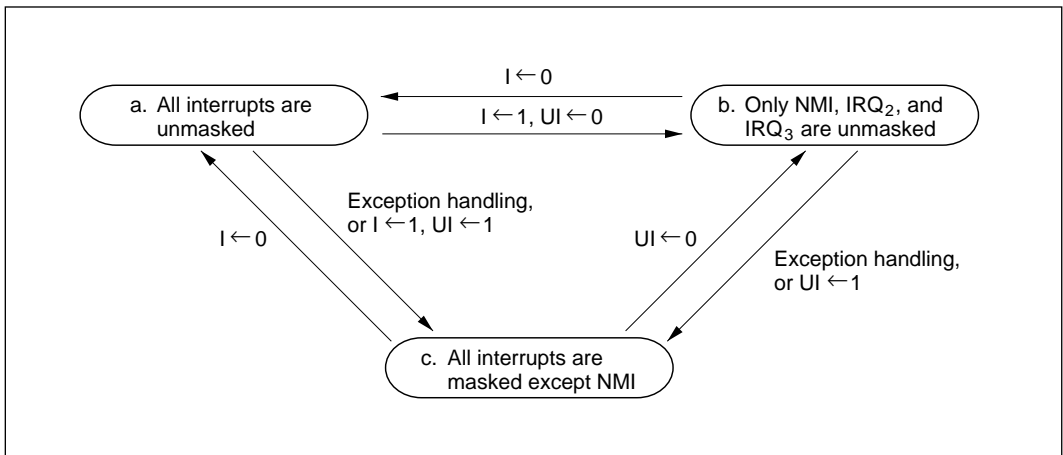 I ← 0
a. All interrupts are
unmasked
b. Only NMI, IRQ₂, and
IRQ₃ are unmasked
I ← 1, UI ← 0
Exception handling,
or I ← 1, UI ← 1
I ← 0
UI ← 0
Exception handling,
or UI ← 1
c. All interrupts are
masked except NMI